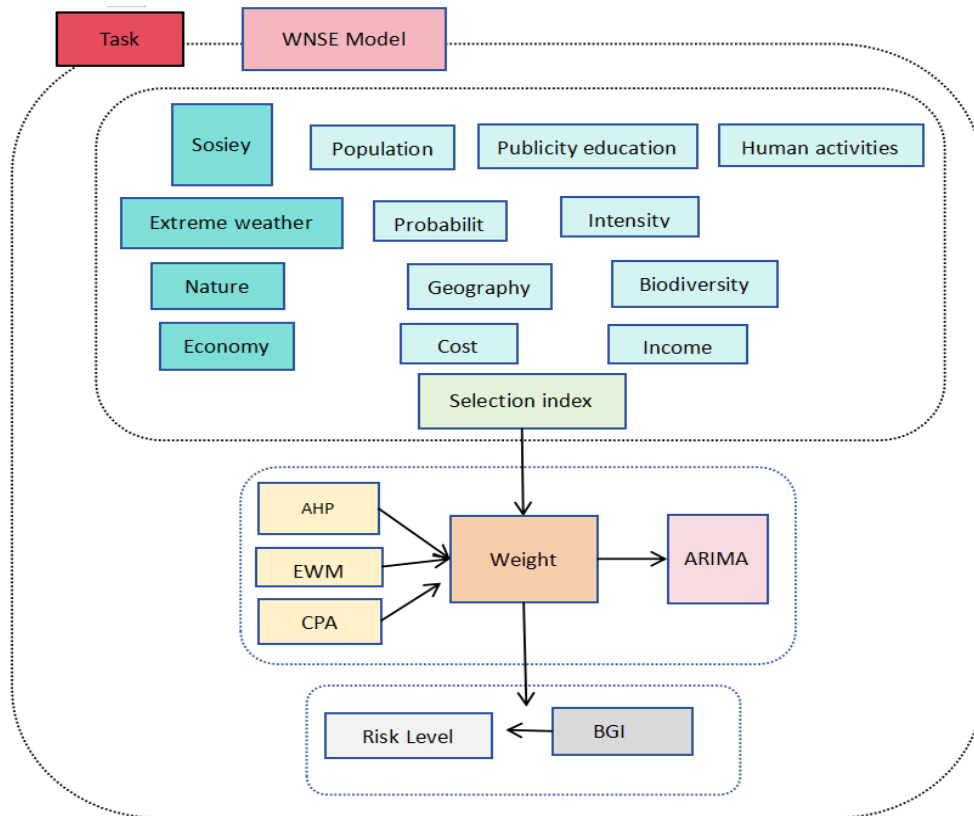 Task
WNSE Model
Sosiey
Population
Publicity education
Human activities
Extreme weather
Probabilit
Intensity
Nature
Geography
Biodiversity
Economy
Cost
Income
Selection index
AHP
EWM
CPA
Weight
ARIMA
Risk Level
BGI